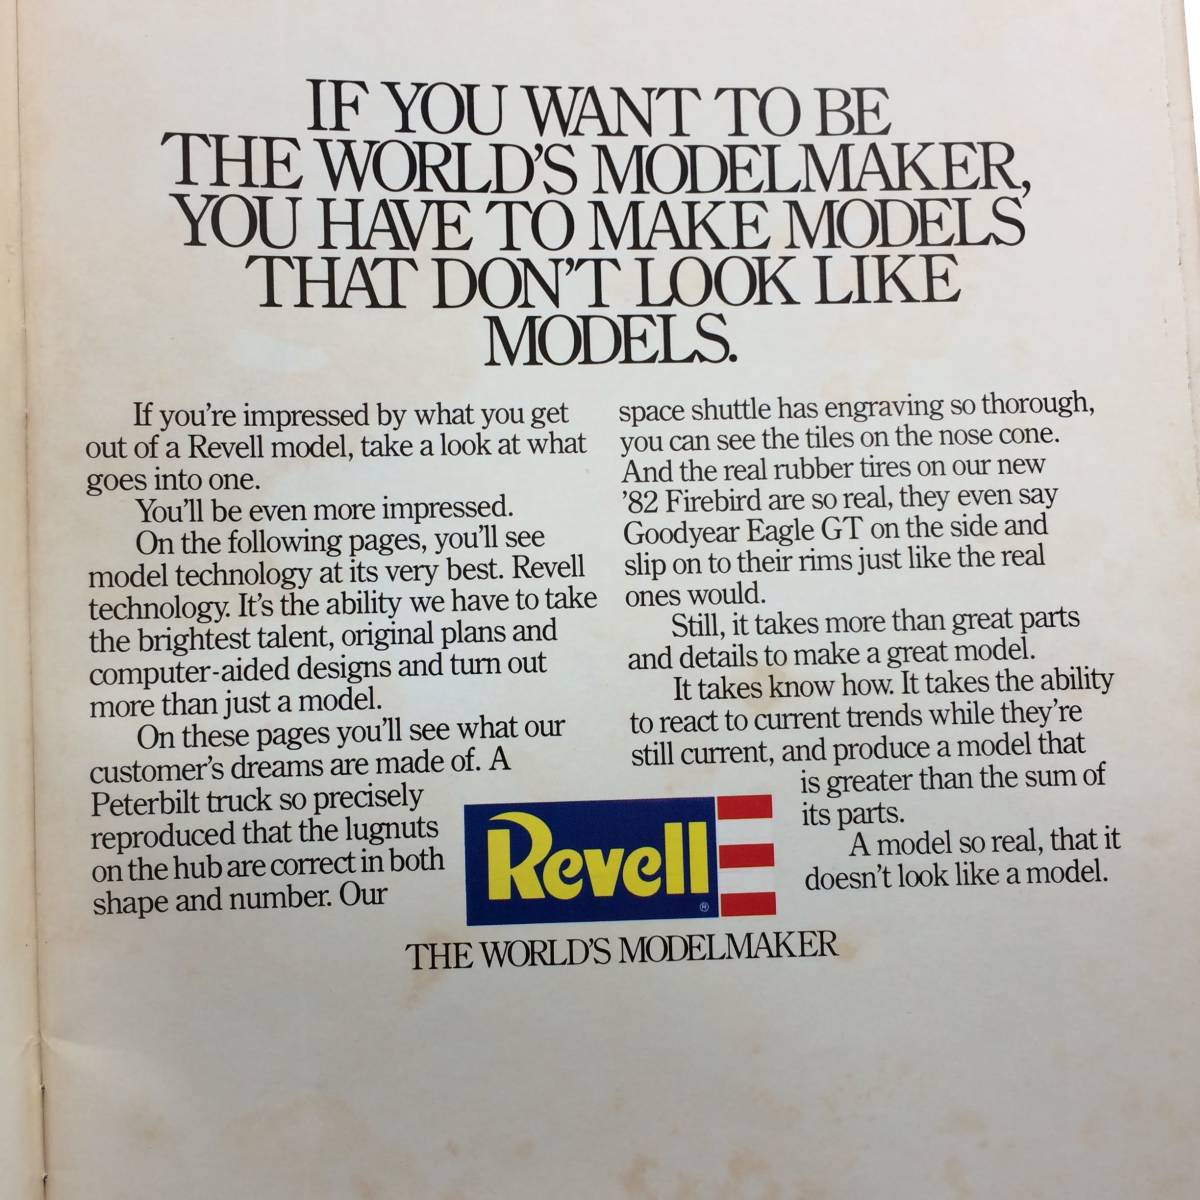 IF YOU WANT TO BE
THE WORLD'S MODELMAKER,
YOU HAVE TO MAKE MODELS
THAT DON'T LOOK LIKE
MODELS.
If you're impressed by what you get
out of a Revell model, take a look at what
goes into one.
You'll be even more impressed.
On the following pages, you'll see
model technology at its very best. Revell
technology. It's the ability we have to take
the brightest talent, original plans and
computer-aided designs and turn out
more than just a model.
On these pages you'll see what our
customer's dreams are made of. A
Peterbilt truck so precisely
reproduced that the lugnuts
on the hub are correct in both
shape and number. Our
space shuttle has engraving so thorough,
you can see the tiles on the nose cone.
And the real rubber tires on our new
'82 Firebird are so real, they even say
Goodyear Eagle GT on the side and
slip on to their rims just like the real
ones would.
Still, it takes more than great parts
and details to make a great model.
It takes know how. It takes the ability
to react to current trends while they're
still current, and produce a model that
is greater than the sum of
its parts.
A model so real, that it
doesn't look like a model.
Revell®
THE WORLD'S MODELMAKER